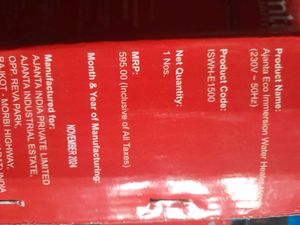 Product Name:
Ajanta Eco Immersion Water Heater
(230V ~ 50Hz)
Product Code:
ISWH-E1500
Net Quantity:
1 Nos.
MRP:
595.00 (Inclusive of All Taxes)
Month & Year of Manufacturing:
NOVEMBER 2024
Manufactured for:
AJANTA INDIA PRIVATE LIMITED
AJANTA INDUSTRIAL ESTATE,
OPP. REVA PARK,
RAJKOT - MORBI HIGHWAY,